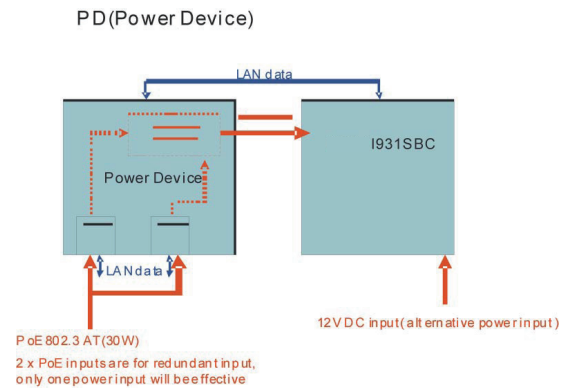 PD(Power Device)
LAN data
I931SBC
Power Device
LAN data
12V DC input(alternative power input)
PoE 802.3 AT(30W)
2 x PoE inputs are for redundant input,
only one power input will be effective